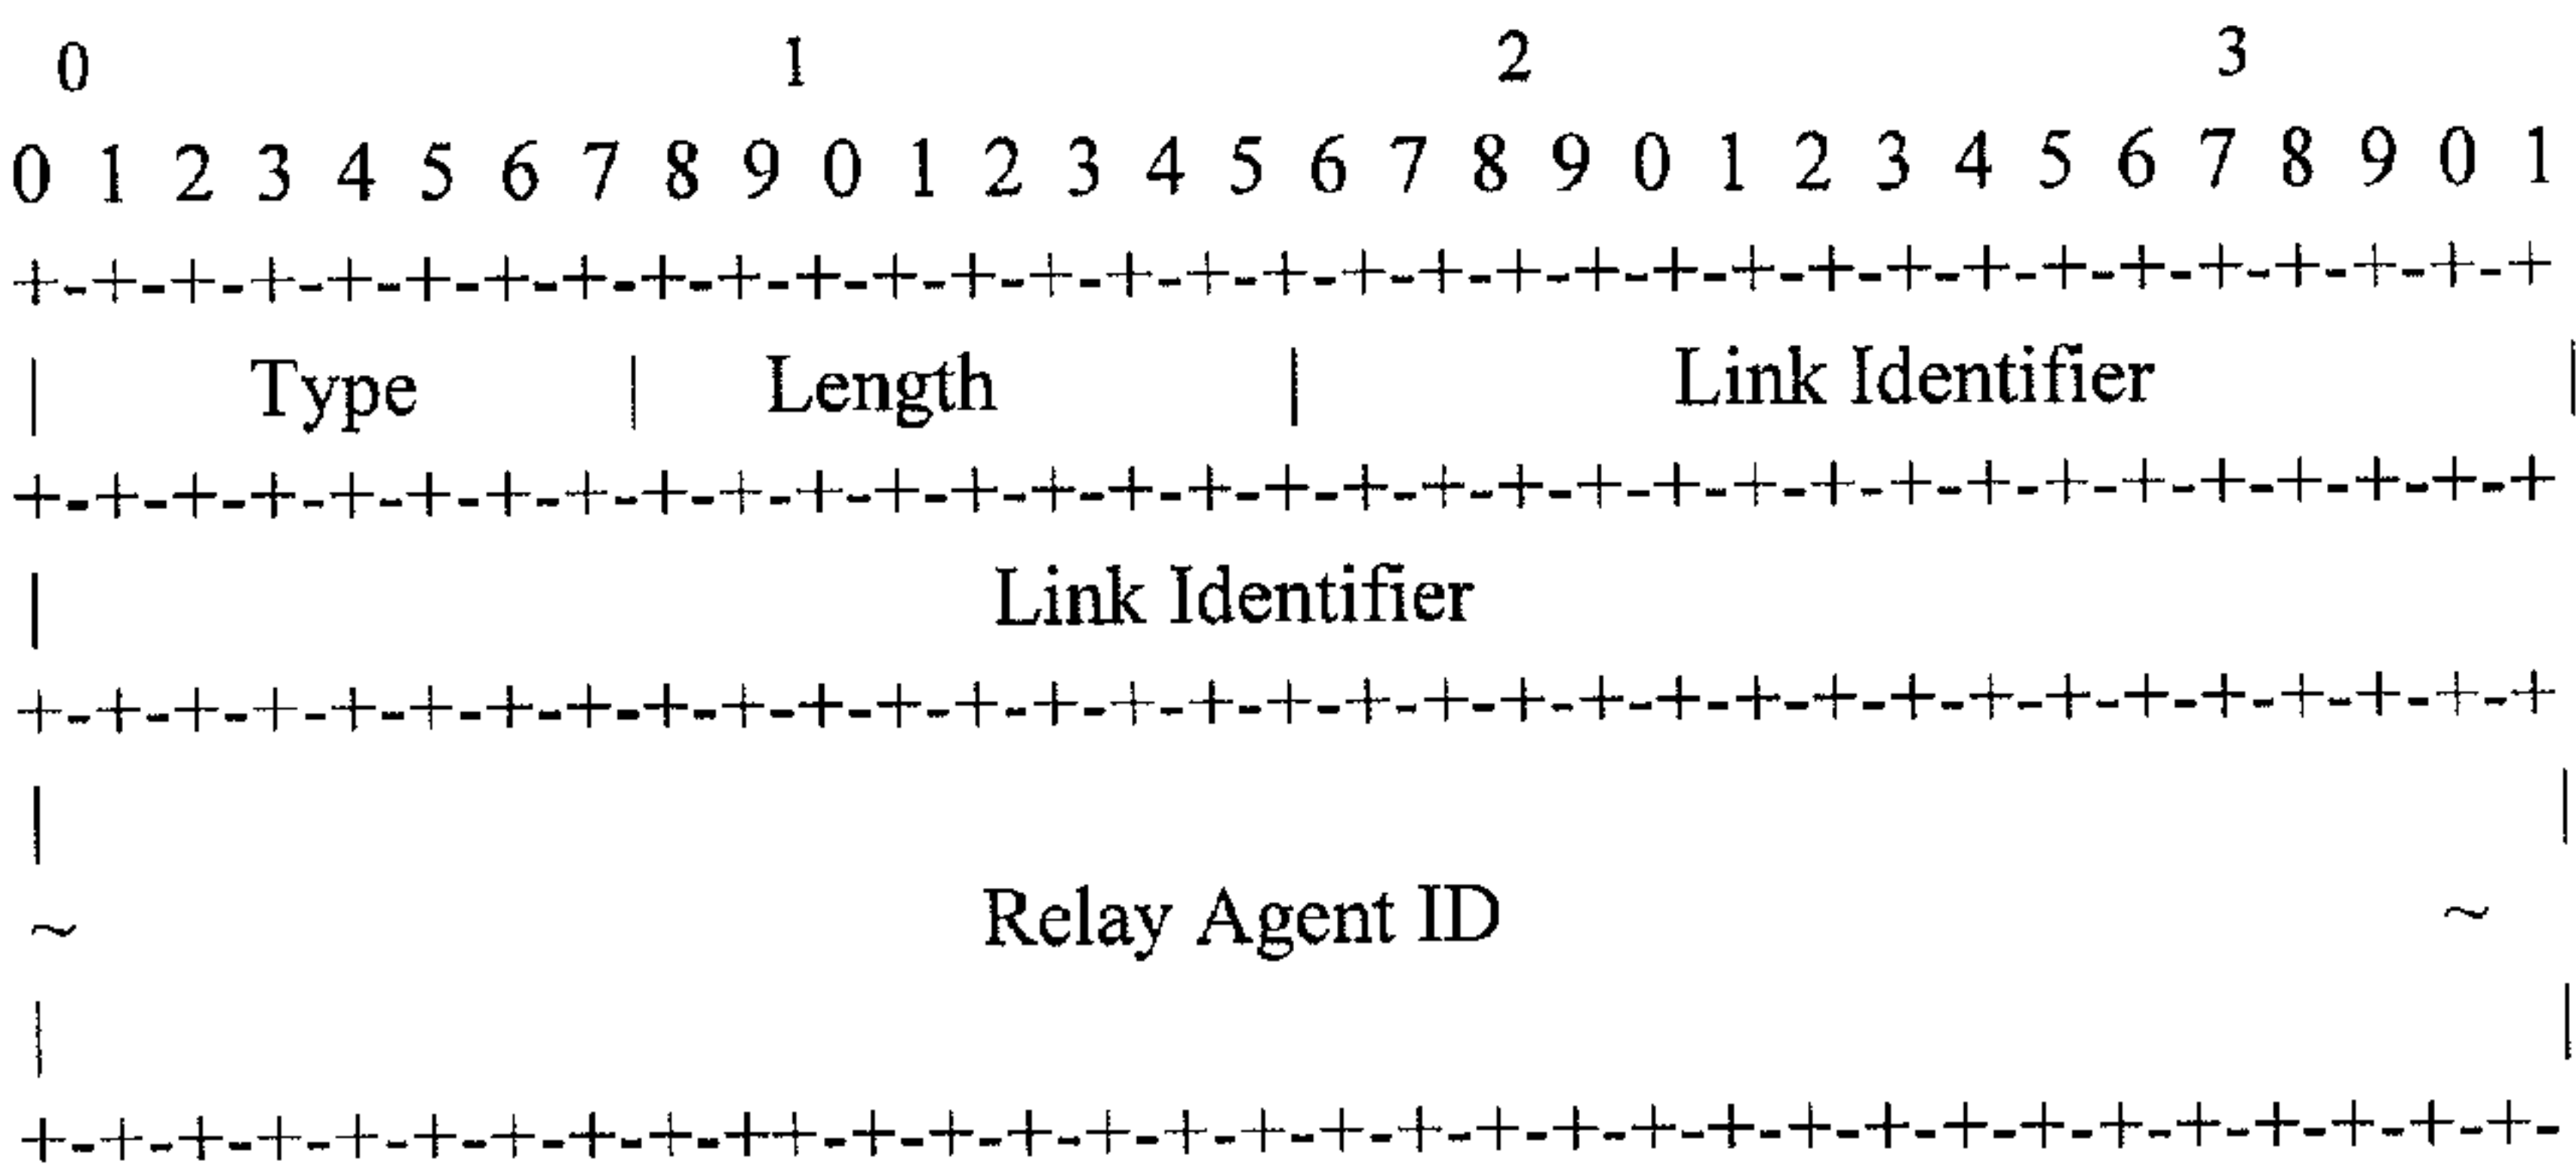 0 1 2 3
0 1 2 3 4 5 6 7 8 9 0 1 2 3 4 5 6 7 8 9 0 1 2 3 4 5 6 7 8 9 0 1
+-+-+-+-+-+-+-+-+-+-+-+-+-+-+-+-+-+-+-+-+-+-+-+-+-+-+-+-+-+-+-+-+
| Type | Length | Link Identifier |
+-+-+-+-+-+-+-+-+-+-+-+-+-+-+-+-+-+-+-+-+-+-+-+-+-+-+-+-+-+-+-+-+
| Link Identifier
+-+-+-+-+-+-+-+-+-+-+-+-+-+-+-+-+-+-+-+-+-+-+-+-+-+-+-+-+-+-+-+-+
| |
~ Relay Agent ID ~
| |
+-+-+-+-+-+-+-+-+-++-+-+-+-+-+-+-+-+-+-+-+-+-+-+-+-+-+-+-+-+-+-+-